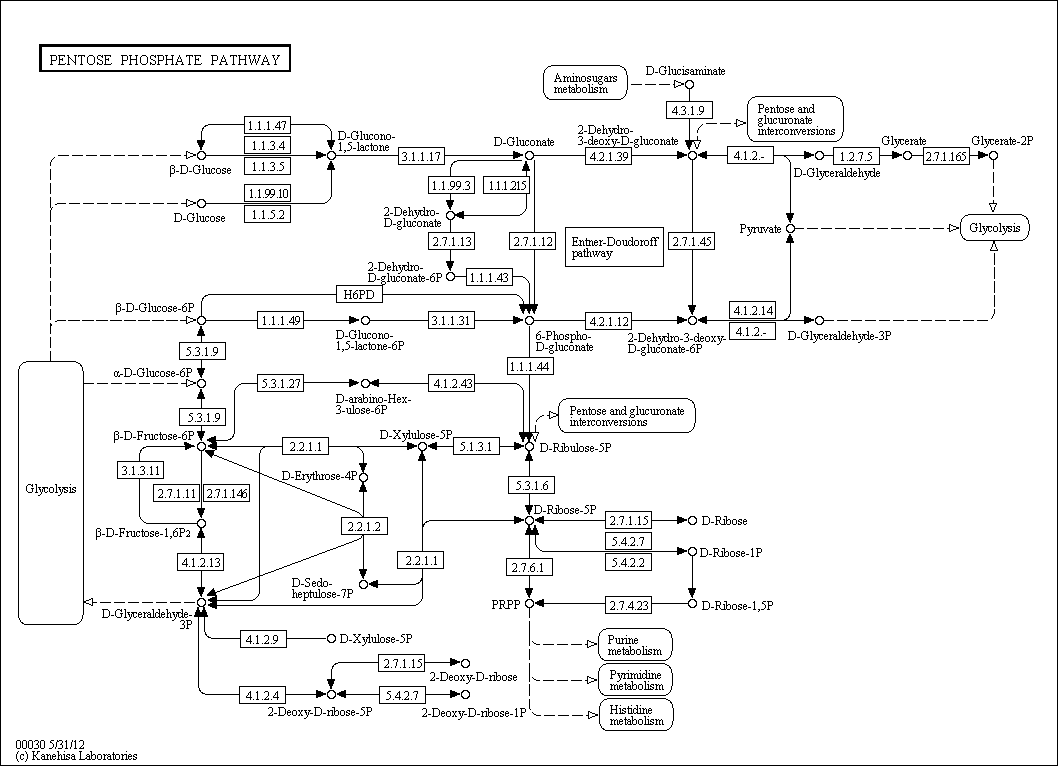 PENTOSE PHOSPHATE PATHWAY
Aminosugars
metabolism
D-Glucisaminate
4.3.1.9
Pentose and
glucuronate
interconversions
1.1.1.47
1.1.3.4
1.1.3.5
β-D-Glucose
D-Glucono-
1,5-lactone
3.1.1.17
D-Gluconate
4.2.1.39
2-Dehydro-
3-deoxy-D-gluconate
4.1.2.-
D-Glyceraldehyde
1.2.7.5
Glycerate
2.7.1.165
Glycerate-2P
1.1.99.10
1.1.5.2
D-Glucose
1.1.99.3
1.1.1.215
2-Dehydro-
D-gluconate
2.7.1.13
2.7.1.12
Entner-Doudoroff
pathway
2.7.1.45
Pyruvate
Glycolysis
2-Dehydro-
D-gluconate-6P
1.1.1.43
H6PD
β-D-Glucose-6P
1.1.1.49
D-Glucono-
1,5-lactone-6P
3.1.1.31
6-Phospho-
D-gluconate
4.2.1.12
2-Dehydro-3-deoxy-
D-gluconate-6P
4.1.2.14
4.1.2.-
D-Glyceraldehyde-3P
5.3.1.9
1.1.1.44
α-D-Glucose-6P
5.3.1.27
D-arabino-Hex-
3-ulose-6P
4.1.2.43
5.3.1.9
Pentose and glucuronate
interconversions
β-D-Fructose-6P
2.2.1.1
D-Xylulose-5P
5.1.3.1
D-Ribulose-5P
3.1.3.11
D-Erythrose-4P
Glycolysis
2.7.1.11
2.7.1.146
5.3.1.6
D-Ribose-5P
2.7.1.15
D-Ribose
β-D-Fructose-1,6P2
2.2.1.2
5.4.2.7
5.4.2.2
D-Ribose-1P
4.1.2.13
2.2.1.1
2.7.6.1
D-Sedo-
heptulose-7P
PRPP
2.7.4.23
D-Ribose-1,5P
D-Glyceraldehyde-
3P
4.1.2.9
D-Xylulose-5P
Purine
metabolism
2.7.1.15
2-Deoxy-D-ribose
Pyrimidine
metabolism
4.1.2.4
2-Deoxy-D-ribose-5P
5.4.2.7
2-Deoxy-D-ribose-1P
Histidine
metabolism
00030 5/31/12
(c) Kanehisa Laboratories